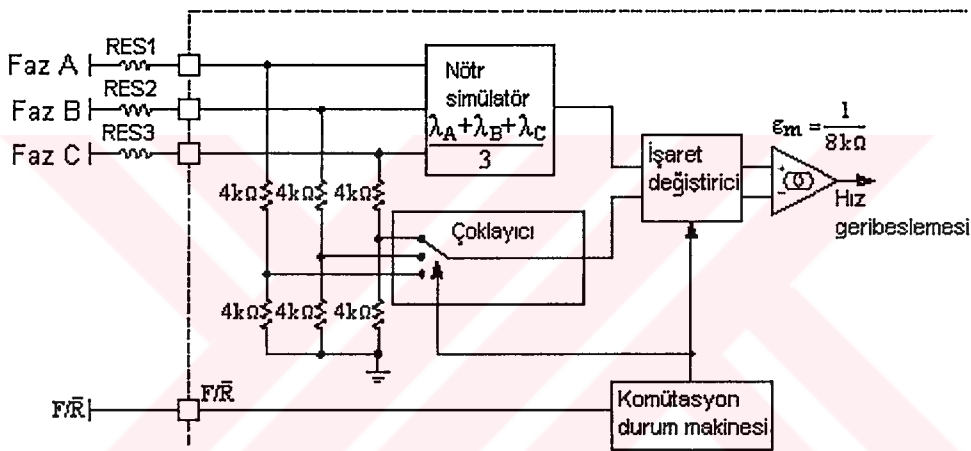 Faz A
RES1
Faz B
RES2
Faz C
RES3
Nötr
simülatör
λA+λB+λC
3
4kΩ 4kΩ 4kΩ
Çoklayıcı
4kΩ 4kΩ 4kΩ
İşaret
değiştirici
εm = 1
8kΩ
+
-
Hız
geribeslemesi
F/R̅
F/R̅
Komütasyon
durum makinesi